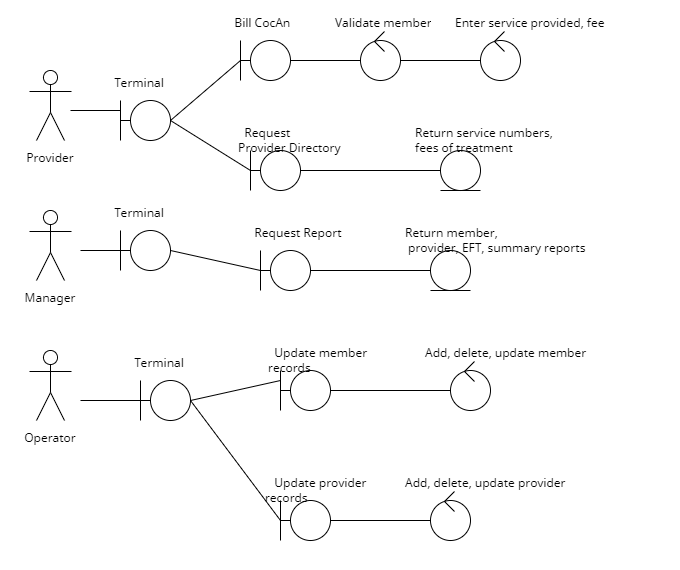 Bill CocAn
Validate member
Enter service provided, fee
Terminal
Provider
Request
Provider Directory
Return service numbers,
fees of treatment
Terminal
Manager
Request Report
Return member,
provider, EFT, summary reports
Terminal
Operator
Update member
records
Add, delete, update member
Update provider
records
Add, delete, update provider